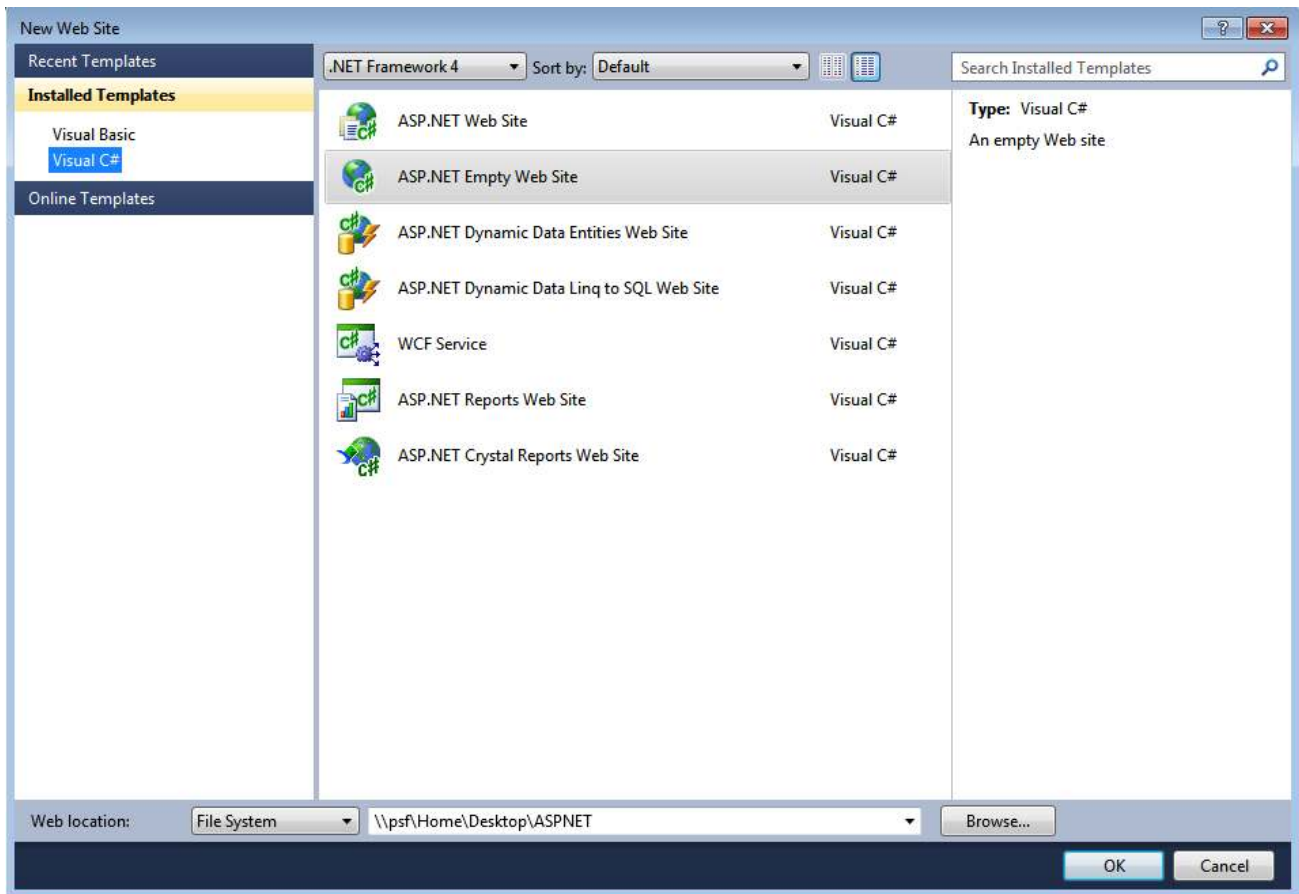 New Web Site
Recent Templates
Installed Templates
Visual Basic
Visual C#
Online Templates
.NET Framework 4
Sort by: Default
ASP.NET Web Site Visual C#
ASP.NET Empty Web Site Visual C#
ASP.NET Dynamic Data Entities Web Site Visual C#
ASP.NET Dynamic Data Linq to SQL Web Site Visual C#
WCF Service Visual C#
ASP.NET Reports Web Site Visual C#
ASP.NET Crystal Reports Web Site Visual C#
Search Installed Templates
Type: Visual C#
An empty Web site
Web location: File System \\psf\Home\Desktop\ASPNET Browse...
OK Cancel